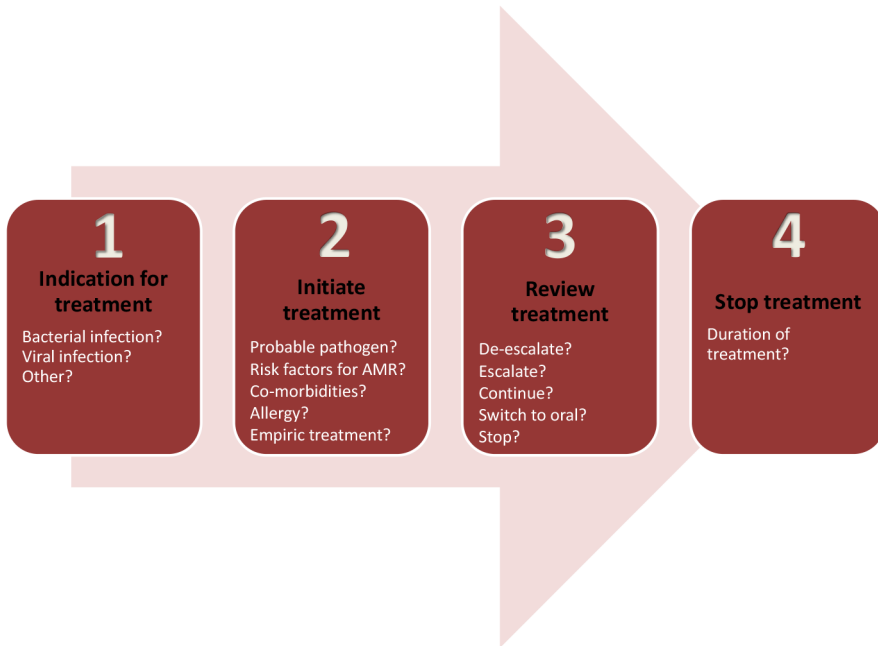 1
Indication for
treatment
Bacterial infection?
Viral infection?
Other?
2
Initiate
treatment
Probable pathogen?
Risk factors for AMR?
Co-morbidities?
Allergy?
Empiric treatment?
3
Review
treatment
De-escalate?
Escalate?
Continue?
Switch to oral?
Stop?
4
Stop treatment
Duration of
treatment?